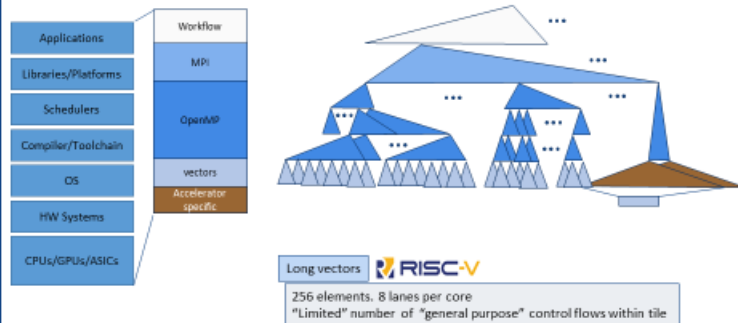 Applications
Libraries/Platforms
Schedulers
Compiler/Toolchain
OS
HW Systems
CPUs/GPUs/ASICs
Workflow
MPI
OpenMP
vectors
Accelerator
specific
Long vectors
RISC-V
256 elements. 8 lanes per core
"Limited" number of "general purpose" control flows within tile